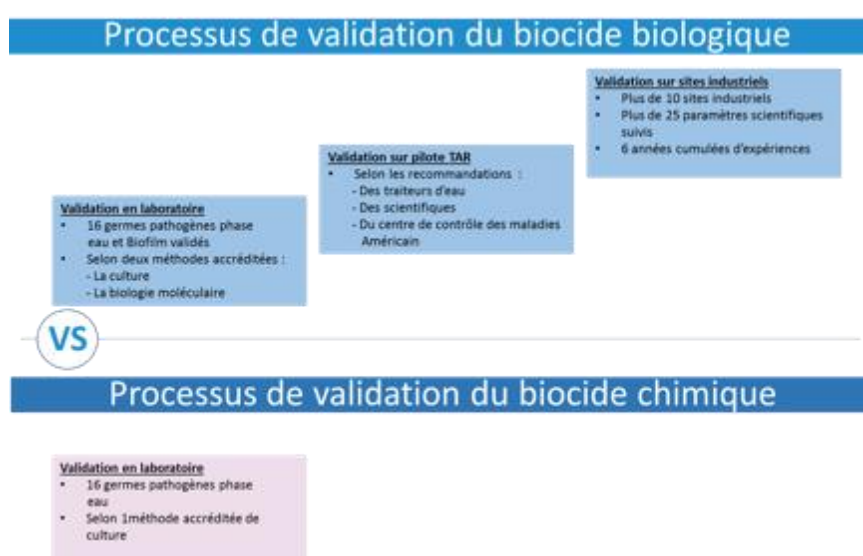 Processus de validation du biocide biologique
Validation sur sites industriels
• Plus de 10 sites industriels
• Plus de 25 paramètres scientifiques
suivis
• 6 années cumulées d'expériences
Validation sur pilote TAR
• Selon les recommandations :
- Des traiteurs d'eau
- Des scientifiques
- Du centre de contrôle des maladies
Américain
Validation en laboratoire
• 16 germes pathogènes phase
eau et Biofilm validés
• Selon deux méthodes accréditées :
- La culture
- La biologie moléculaire
VS
Processus de validation du biocide chimique
Validation en laboratoire
• 16 germes pathogènes phase
eau
• Selon 1méthode accréditée de
culture